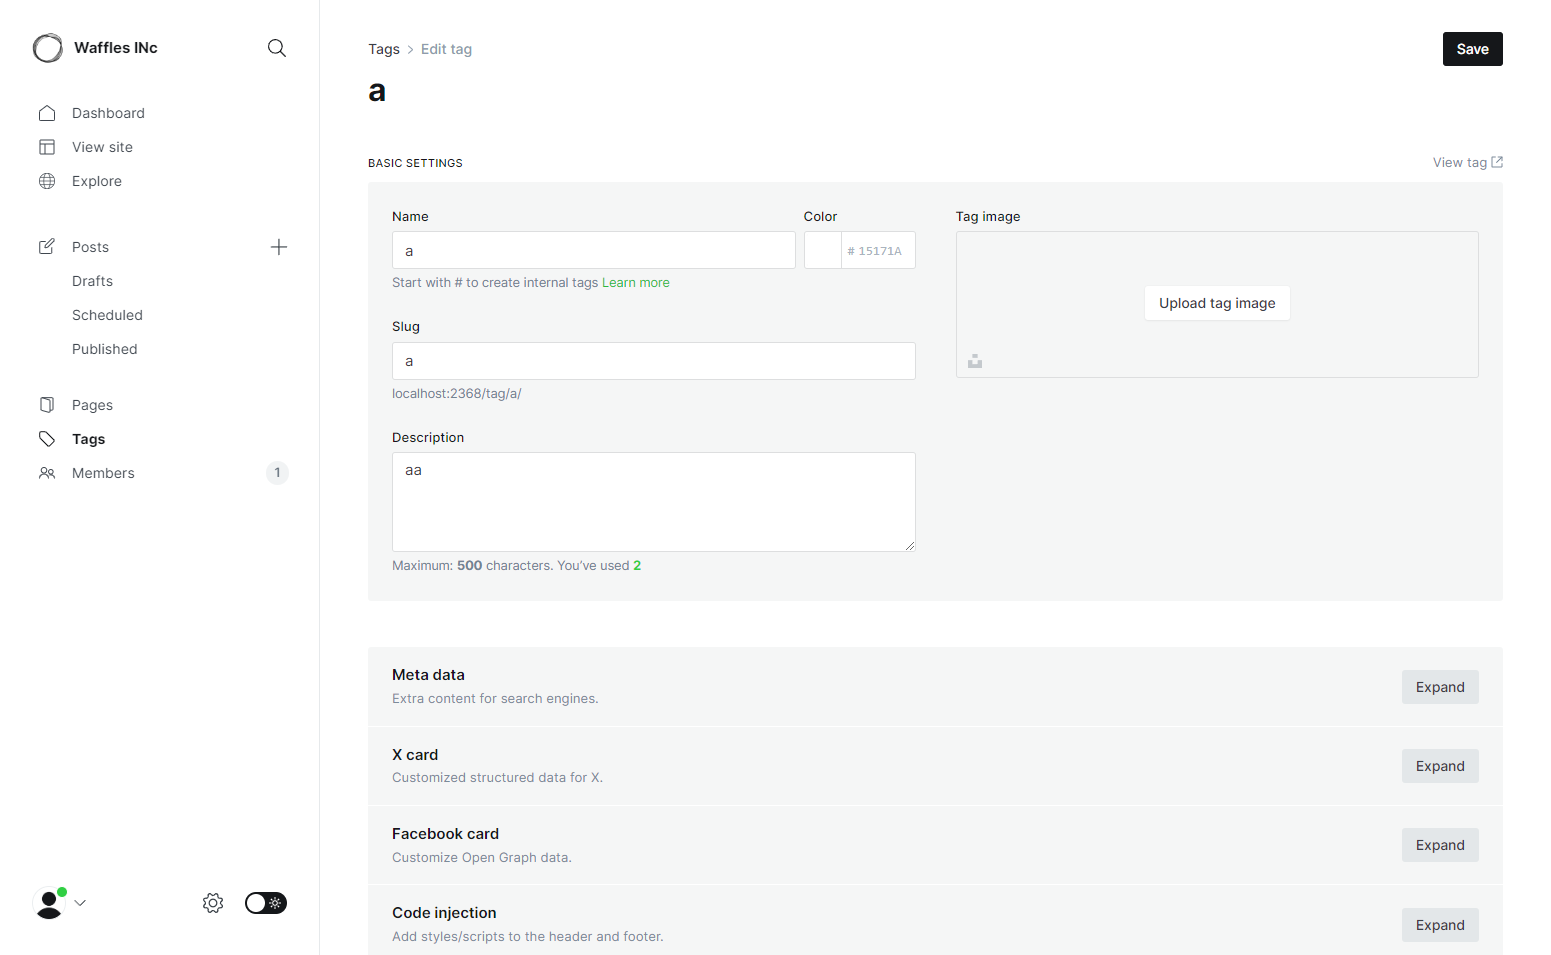 Waffles INc
Dashboard
View site
Explore
Posts
Drafts
Scheduled
Published
Pages
Tags
Members 1
Tags > Edit tag
Save
a
BASIC SETTINGS
View tag
Name
a
Start with # to create internal tags Learn more
Color
# 15171A
Slug
a
localhost:2368/tag/a/
Description
aa
Maximum: 500 characters. You’ve used 2
Tag image
Upload tag image
Meta data
Extra content for search engines.
Expand
X card
Customized structured data for X.
Expand
Facebook card
Customize Open Graph data.
Expand
Code injection
Add styles/scripts to the header and footer.
Expand